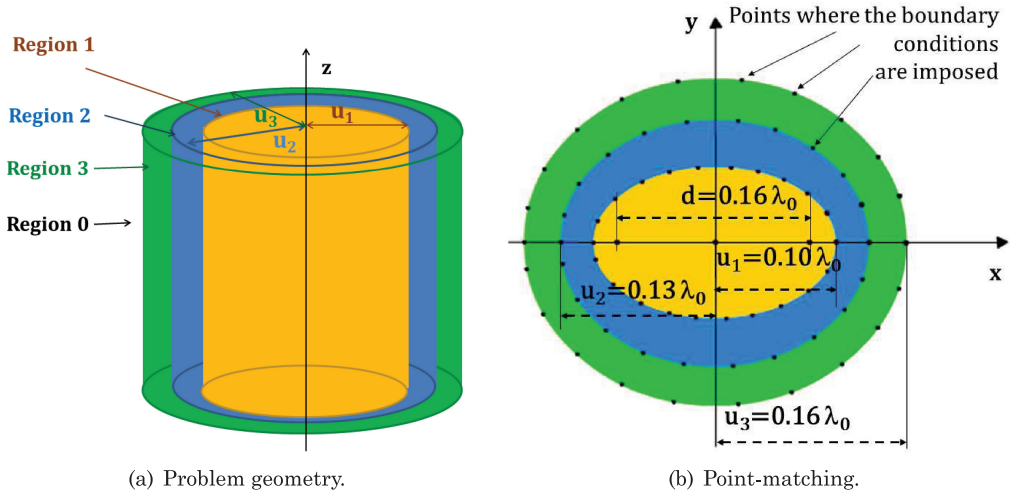 Region 1
Region 2
Region 3
Region 0
z
u₁
u₃
u₂
(a) Problem geometry.
y
Points where the boundary
conditions
are imposed
d=0.16 λ₀
u₁=0.10 λ₀
x
u₂=0.13 λ₀
u₃=0.16 λ₀
(b) Point-matching.